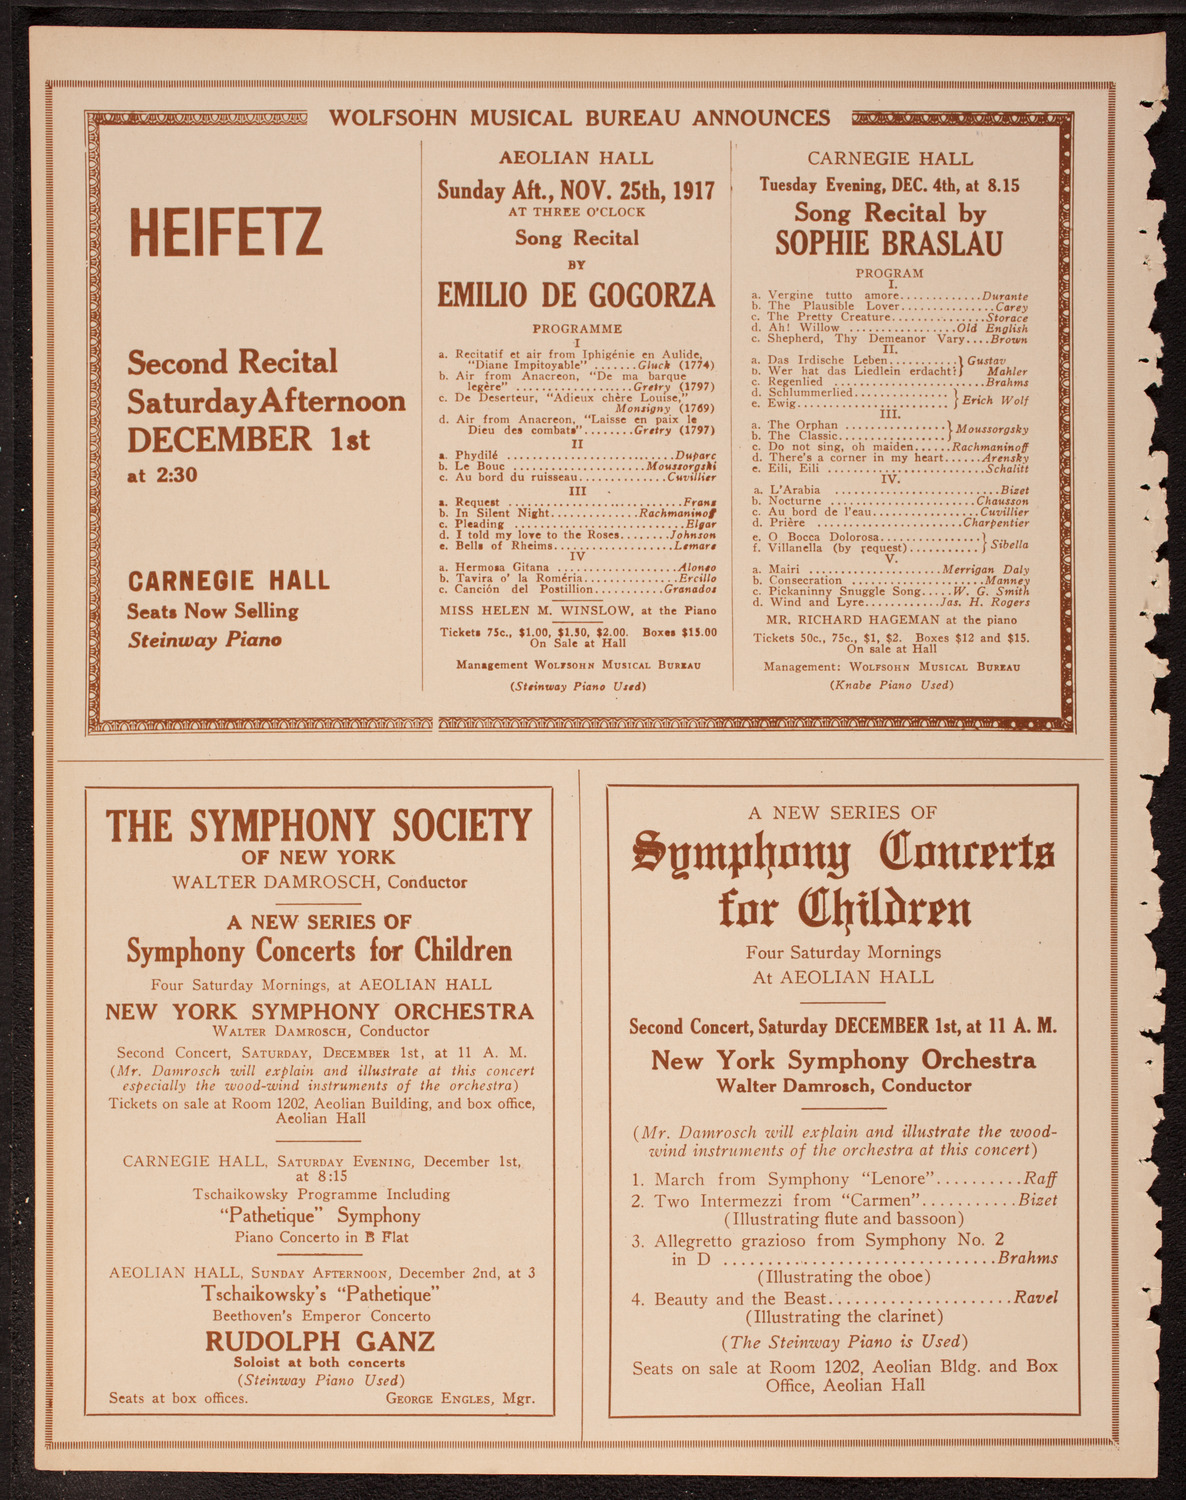 WOLFSOHN MUSICAL BUREAU ANNOUNCES
HEIFETZ
Second Recital
Saturday Afternoon
DECEMBER 1st
at 2:30
CARNEGIE HALL
Seats Now Selling
Steinway Piano
AEOLIAN HALL
Sunday Aft., NOV. 25th, 1917
AT THREE O'CLOCK
Song Recital
BY
EMILIO DE GOGORZA
PROGRAMME
I
a. Recitatif et air from Iphigénie en Aulide,
"Diane Impitoyable" .......Gluck (1774)
b. Air from Anacreon, "De ma barque
legère" ...................Gretry (1797)
c. De Deserteur, "Adieux chère Louise,"
Monsigny (1769)
d. Air from Anacreon, "Laisse en paix le
Dieu des combats"........Gretry (1797)
II
a. Phydilé ..........................Duparc
b. Le Bouc .....................Moussorgski
c. Au bord du ruisseau..............Cuvillier
III
a. Request ...........................Franz
b. In Silent Night..............Rachmaninoff
c. Pleading ..........................Elgar
d. I told my love to the Roses........Johnson
e. Bells of Rheims...................Lemare
IV
a. Hermosa Gitana ...................Alonso
b. Tavira o' la Roméria...............Ercillo
c. Canción del Postillion...........Granados
MISS HELEN M. WINSLOW, at the Piano
Tickets 75c., $1.00, $1.50, $2.00. Boxes $15.00
On Sale at Hall
Management WOLFSOHN MUSICAL BUREAU
(Steinway Piano Used)
CARNEGIE HALL
Tuesday Evening, DEC. 4th, at 8.15
Song Recital by
SOPHIE BRASLAU
PROGRAM
I.
a. Vergine tutto amore.............Durante
b. The Plausible Lover...............Carey
c. The Pretty Creature...............Storace
d. Ah! Willow .................Old English
c. Shepherd, Thy Demeanor Vary....Brown
II.
a. Das Irdische Leben...........} Gustav
b. Wer hat das Liedlein erdacht?} Mahler
c. Regenlied ........................Brahms
d. Schlummerlied...............
e. Ewig........................} Erich Wolf
III.
a. The Orphan ...................} Moussorgsky
b. The Classic..................
c. Do not sing, oh maiden......Rachmaninoff
d. There's a corner in my heart......Arensky
e. Eili, Eili .........................Schalitt
IV.
a. L'Arabia ...........................Bizet
b. Nocturne .......................Chausson
c. Au bord de l'eau.................Cuvillier
d. Prière .......................Charpentier
e. O Bocca Dolorosa................
f. Villanella (by request)...........} Sibella
V.
a. Mairi .....................Merrigan Daly
b. Consecration .....................Manney
c. Pickaninny Snuggle Song.....W. G. Smith
d. Wind and Lyre............Jas. H. Rogers
MR. RICHARD HAGEMAN at the piano
Tickets 50c., 75c., $1, $2. Boxes $12 and $15.
On sale at Hall
Management: WOLFSOHN MUSICAL BUREAU
(Knabe Piano Used)
THE SYMPHONY SOCIETY
OF NEW YORK
WALTER DAMROSCH, Conductor
A NEW SERIES OF
Symphony Concerts for Children
Four Saturday Mornings, at AEOLIAN HALL
NEW YORK SYMPHONY ORCHESTRA
WALTER DAMROSCH, Conductor
Second Concert, SATURDAY, DECEMBER 1st, at 11 A. M.
(Mr. Damrosch will explain and illustrate at this concert
especially the wood-wind instruments of the orchestra)
Tickets on sale at Room 1202, Aeolian Building, and box office,
Aeolian Hall
CARNEGIE HALL, SATURDAY EVENING, December 1st,
at 8:15
Tschaikowsky Programme Including
"Pathetique" Symphony
Piano Concerto in B Flat
AEOLIAN HALL, SUNDAY AFTERNOON, December 2nd, at 3
Tschaikowsky's "Pathetique"
Beethoven's Emperor Concerto
RUDOLPH GANZ
Soloist at both concerts
(Steinway Piano Used)
Seats at box offices. GEORGE ENGLES, Mgr.
A NEW SERIES OF
Symphony Concerts
for Children
Four Saturday Mornings
At AEOLIAN HALL
Second Concert, Saturday DECEMBER 1st, at 11 A. M.
New York Symphony Orchestra
Walter Damrosch, Conductor
(Mr. Damrosch will explain and illustrate the wood-
wind instruments of the orchestra at this concert)
1. March from Symphony "Lenore"..........Raff
2. Two Intermezzi from "Carmen"...........Bizet
(Illustrating flute and bassoon)
3. Allegretto grazioso from Symphony No. 2
in D ..............................Brahms
(Illustrating the oboe)
4. Beauty and the Beast....................Ravel
(Illustrating the clarinet)
(The Steinway Piano is Used)
Seats on sale at Room 1202, Aeolian Bldg. and Box
Office, Aeolian Hall